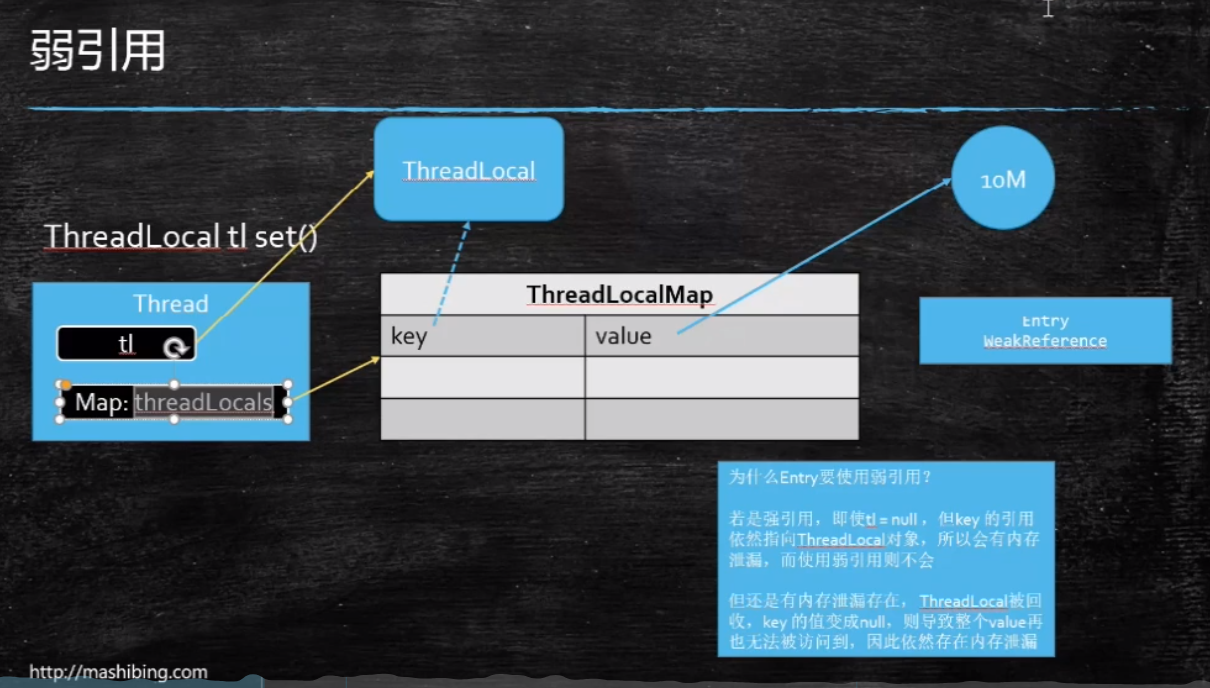 弱引用
ThreadLocal
10M
ThreadLocal tl set()
Thread
tl
Map: threadLocals
ThreadLocalMap
key
value
Entry
WeakReference
为什么Entry要使用弱引用?
若是强引用，即使tl = null ，但key 的引用
依然指向ThreadLocal对象，所以会有内存
泄漏，而使用弱引用则不会
但还是有内存泄漏存在，ThreadLocal被回
收，key 的值变成null，则导致整个value再
也无法被访问到，因此依然存在内存泄漏
http://mashibing.com